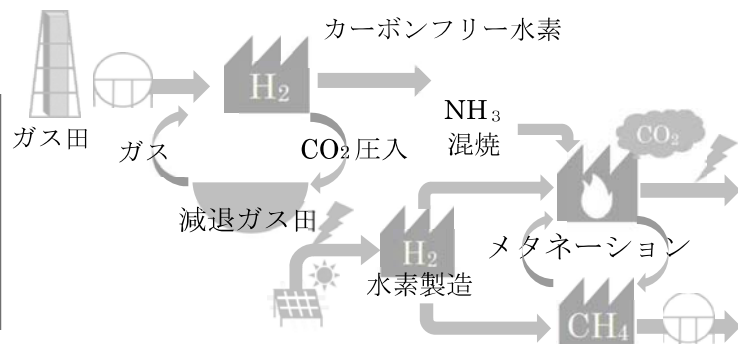 カーボンフリー水素
H₂
ガス田
ガス
CO₂圧入
減退ガス田
NH₃
混焼
CO₂
H₂
水素製造
メタネーション
CH₄